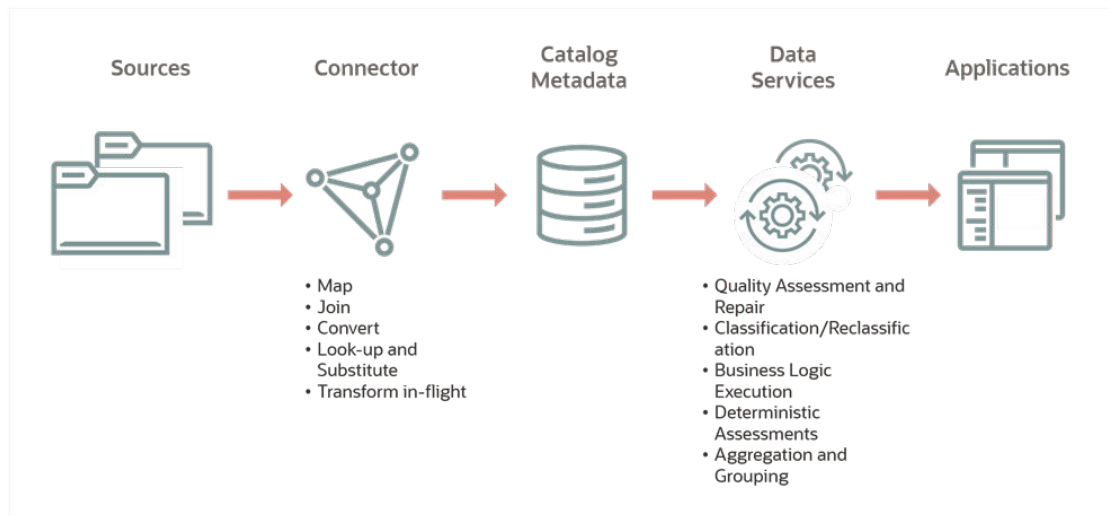 Sources
Connector
Catalog
Metadata
Data
Services
Applications
• Map
• Join
• Convert
• Look-up and
Substitute
• Transform in-flight
• Quality Assessment and
Repair
• Classification/Reclassific
ation
• Business Logic
Execution
• Deterministic
Assessments
• Aggregation and
Grouping